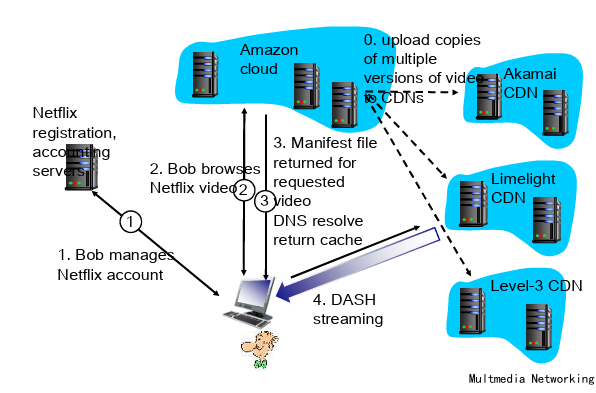 Amazon
cloud
0. upload copies
of multiple
versions of video
to CDNs
Akamai
CDN
Netflix
registration,
accounting
servers
2. Bob browses
Netflix video
2
3. Manifest file
returned for
requested
video
DNS resolve
return cache
3
Limelight
CDN
1
1. Bob manages
Netflix account
4. DASH
streaming
Level-3 CDN
Multmedia Networking